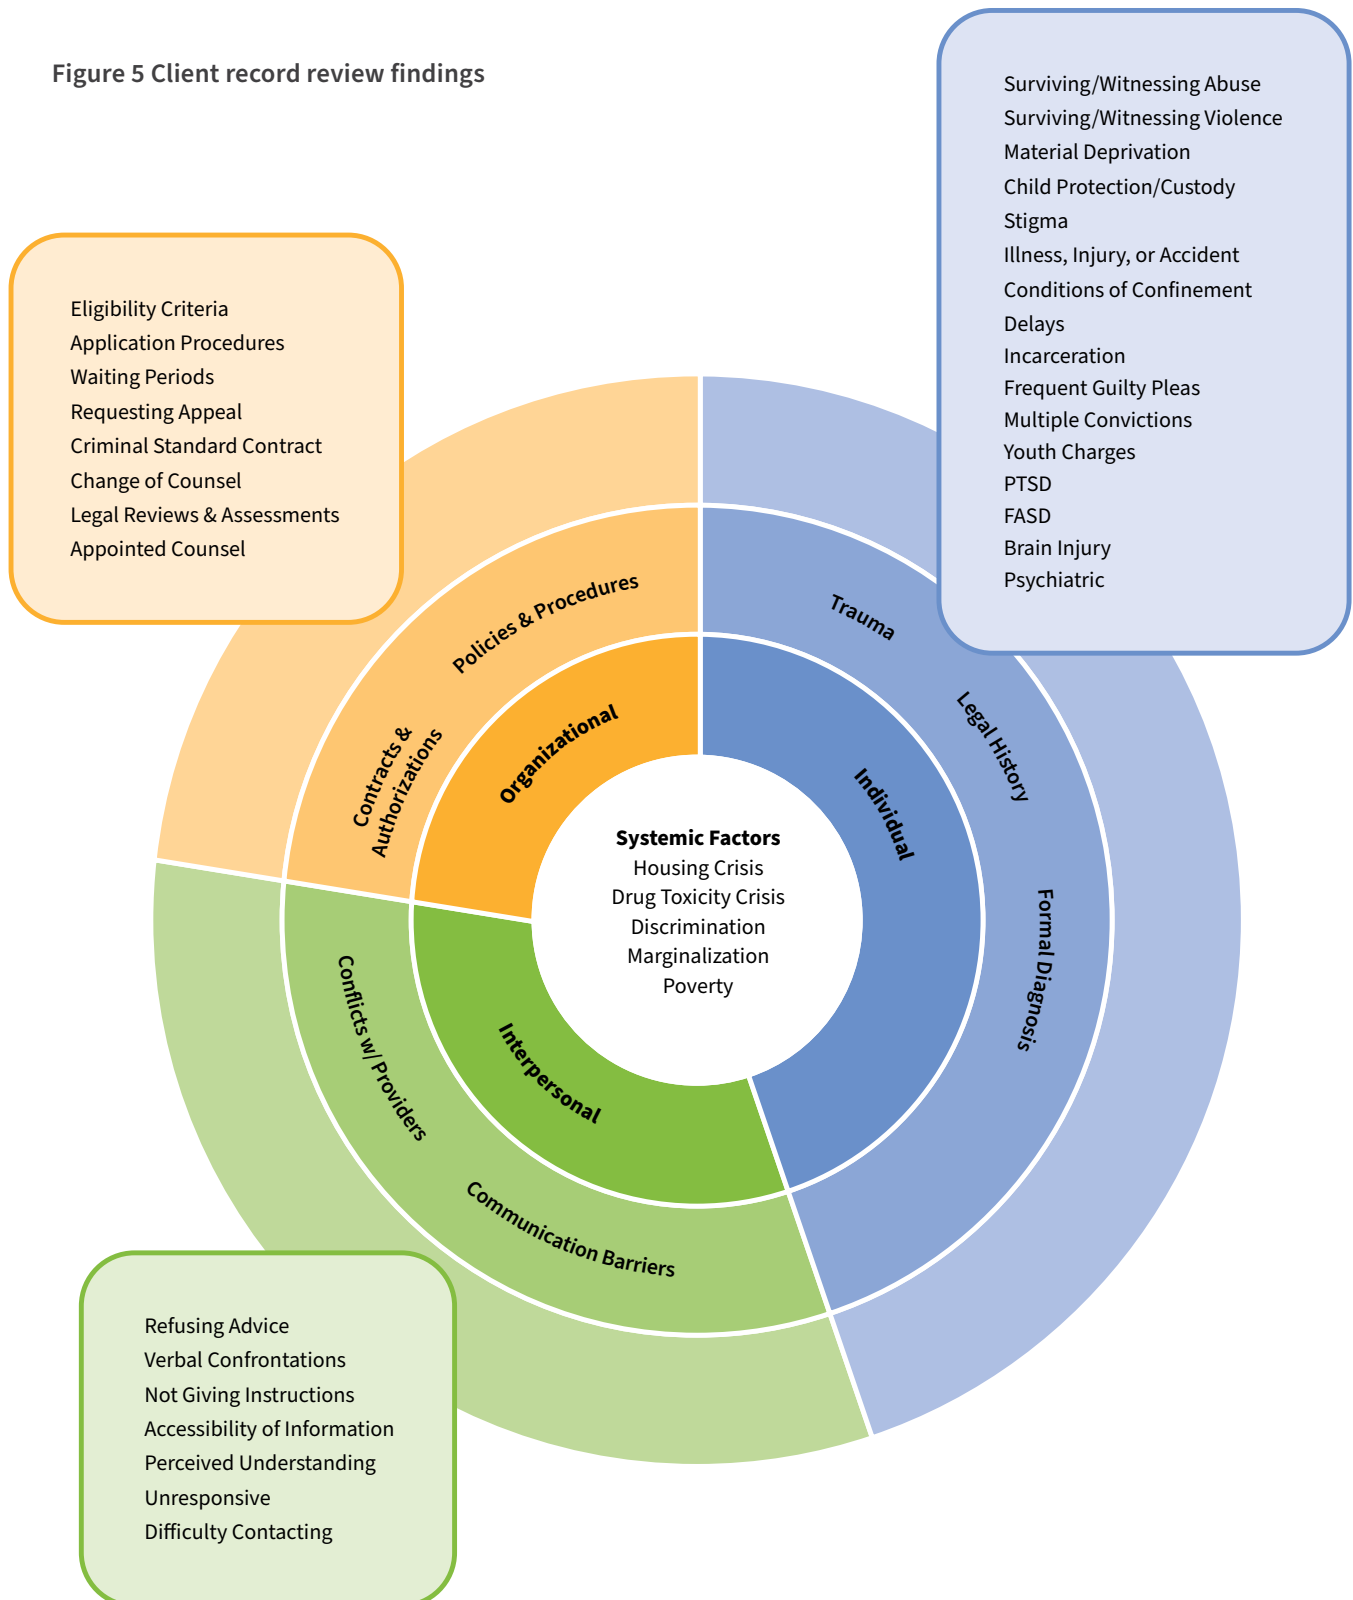 Figure 5 Client record review findings
Surviving/Witnessing Abuse
Surviving/Witnessing Violence
Material Deprivation
Child Protection/Custody
Stigma
Illness, Injury, or Accident
Conditions of Confinement
Delays
Incarceration
Frequent Guilty Pleas
Multiple Convictions
Youth Charges
PTSD
FASD
Brain Injury
Psychiatric
Eligibility Criteria
Application Procedures
Waiting Periods
Requesting Appeal
Criminal Standard Contract
Change of Counsel
Legal Reviews & Assessments
Appointed Counsel
Policies & Procedures
Contracts &
Authorizations
Organizational
Trauma
Legal History
Formal Diagnosis
Individual
Systemic Factors
Housing Crisis
Drug Toxicity Crisis
Discrimination
Marginalization
Poverty
Interpersonal
Conflicts w/ Providers
Communication Barriers
Refusing Advice
Verbal Confrontations
Not Giving Instructions
Accessibility of Information
Perceived Understanding
Unresponsive
Difficulty Contacting